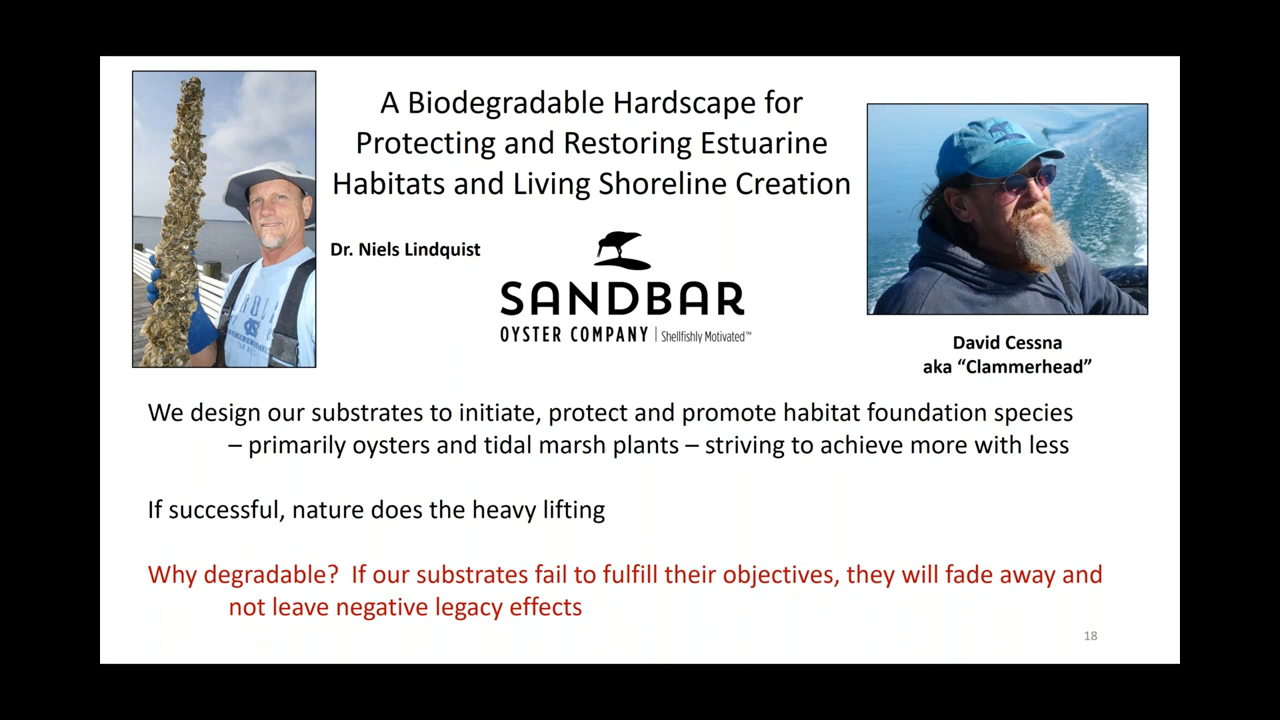 A Biodegradable Hardscape for
Protecting and Restoring Estuarine
Habitats and Living Shoreline Creation
Dr. Niels Lindquist
SANDBAR
OYSTER COMPANY | Shellfishly Motivated™
David Cessna
aka “Clammerhead”
We design our substrates to initiate, protect and promote habitat foundation species
– primarily oysters and tidal marsh plants – striving to achieve more with less
If successful, nature does the heavy lifting
Why degradable? If our substrates fail to fulfill their objectives, they will fade away and
not leave negative legacy effects
18